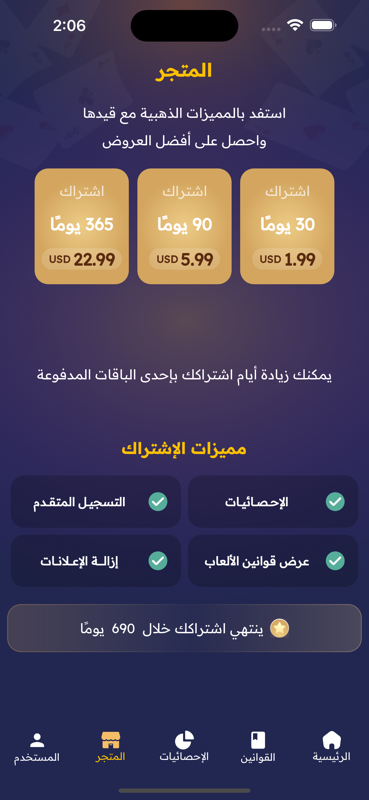 2:06
المتجر
استفد بالمميزات الذهبية مع قيدها
واحصل على أفضل العروض
اشتراك
30 يومًا
1.99 USD
اشتراك
90 يومًا
5.99 USD
اشتراك
365 يومًا
22.99 USD
يمكنك زيادة أيام اشتراكك بإحدى الباقات المدفوعة
مميزات الإشتراك
الإحصائيات
التسجيل المتقدم
عرض قوانين الألعاب
إزالة الإعلانات
ينتهي اشتراكك خلال 690 يومًا
الرئيسية
القوانين
الإحصائيات
المتجر
المستخدم